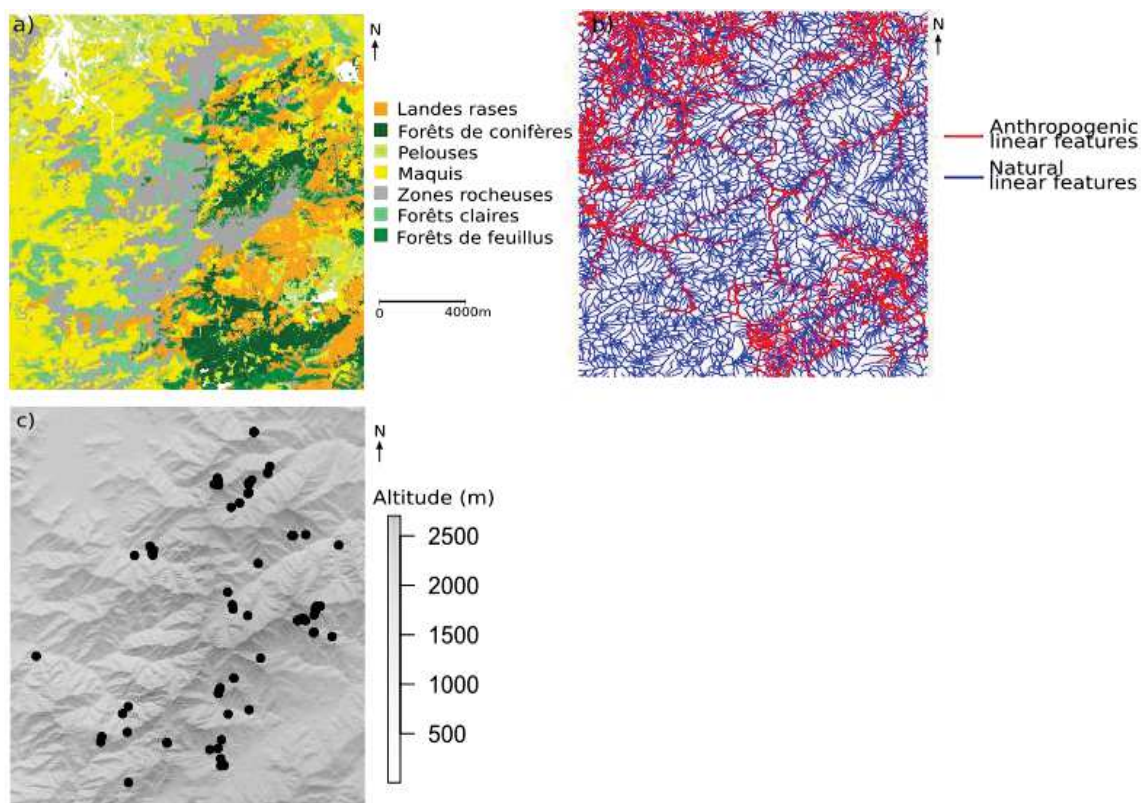 a)
N
Landes rases
Forêts de conifères
Pelouses
Maquis
Zones rocheuses
Forêts claires
Forêts de feuillus
0
4000m
b)
N
Anthropogenic
linear features
Natural
linear features
c)
N
Altitude (m)
2500
2000
1500
1000
500